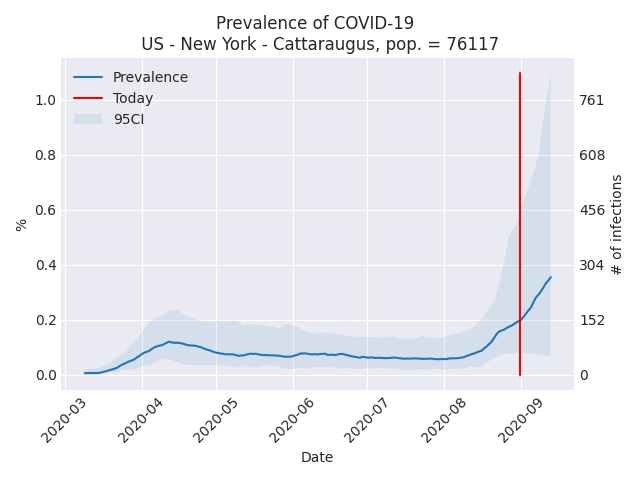 Prevalence of COVID-19
US - New York - Cattaraugus, pop. = 76117
Prevalence
Today
95CI
1.0
0.8
0.6
0.4
0.2
0.0
%
761
608
456
304
152
0
# of infections
2020-03
2020-04
2020-05
2020-06
2020-07
2020-08
2020-09
Date